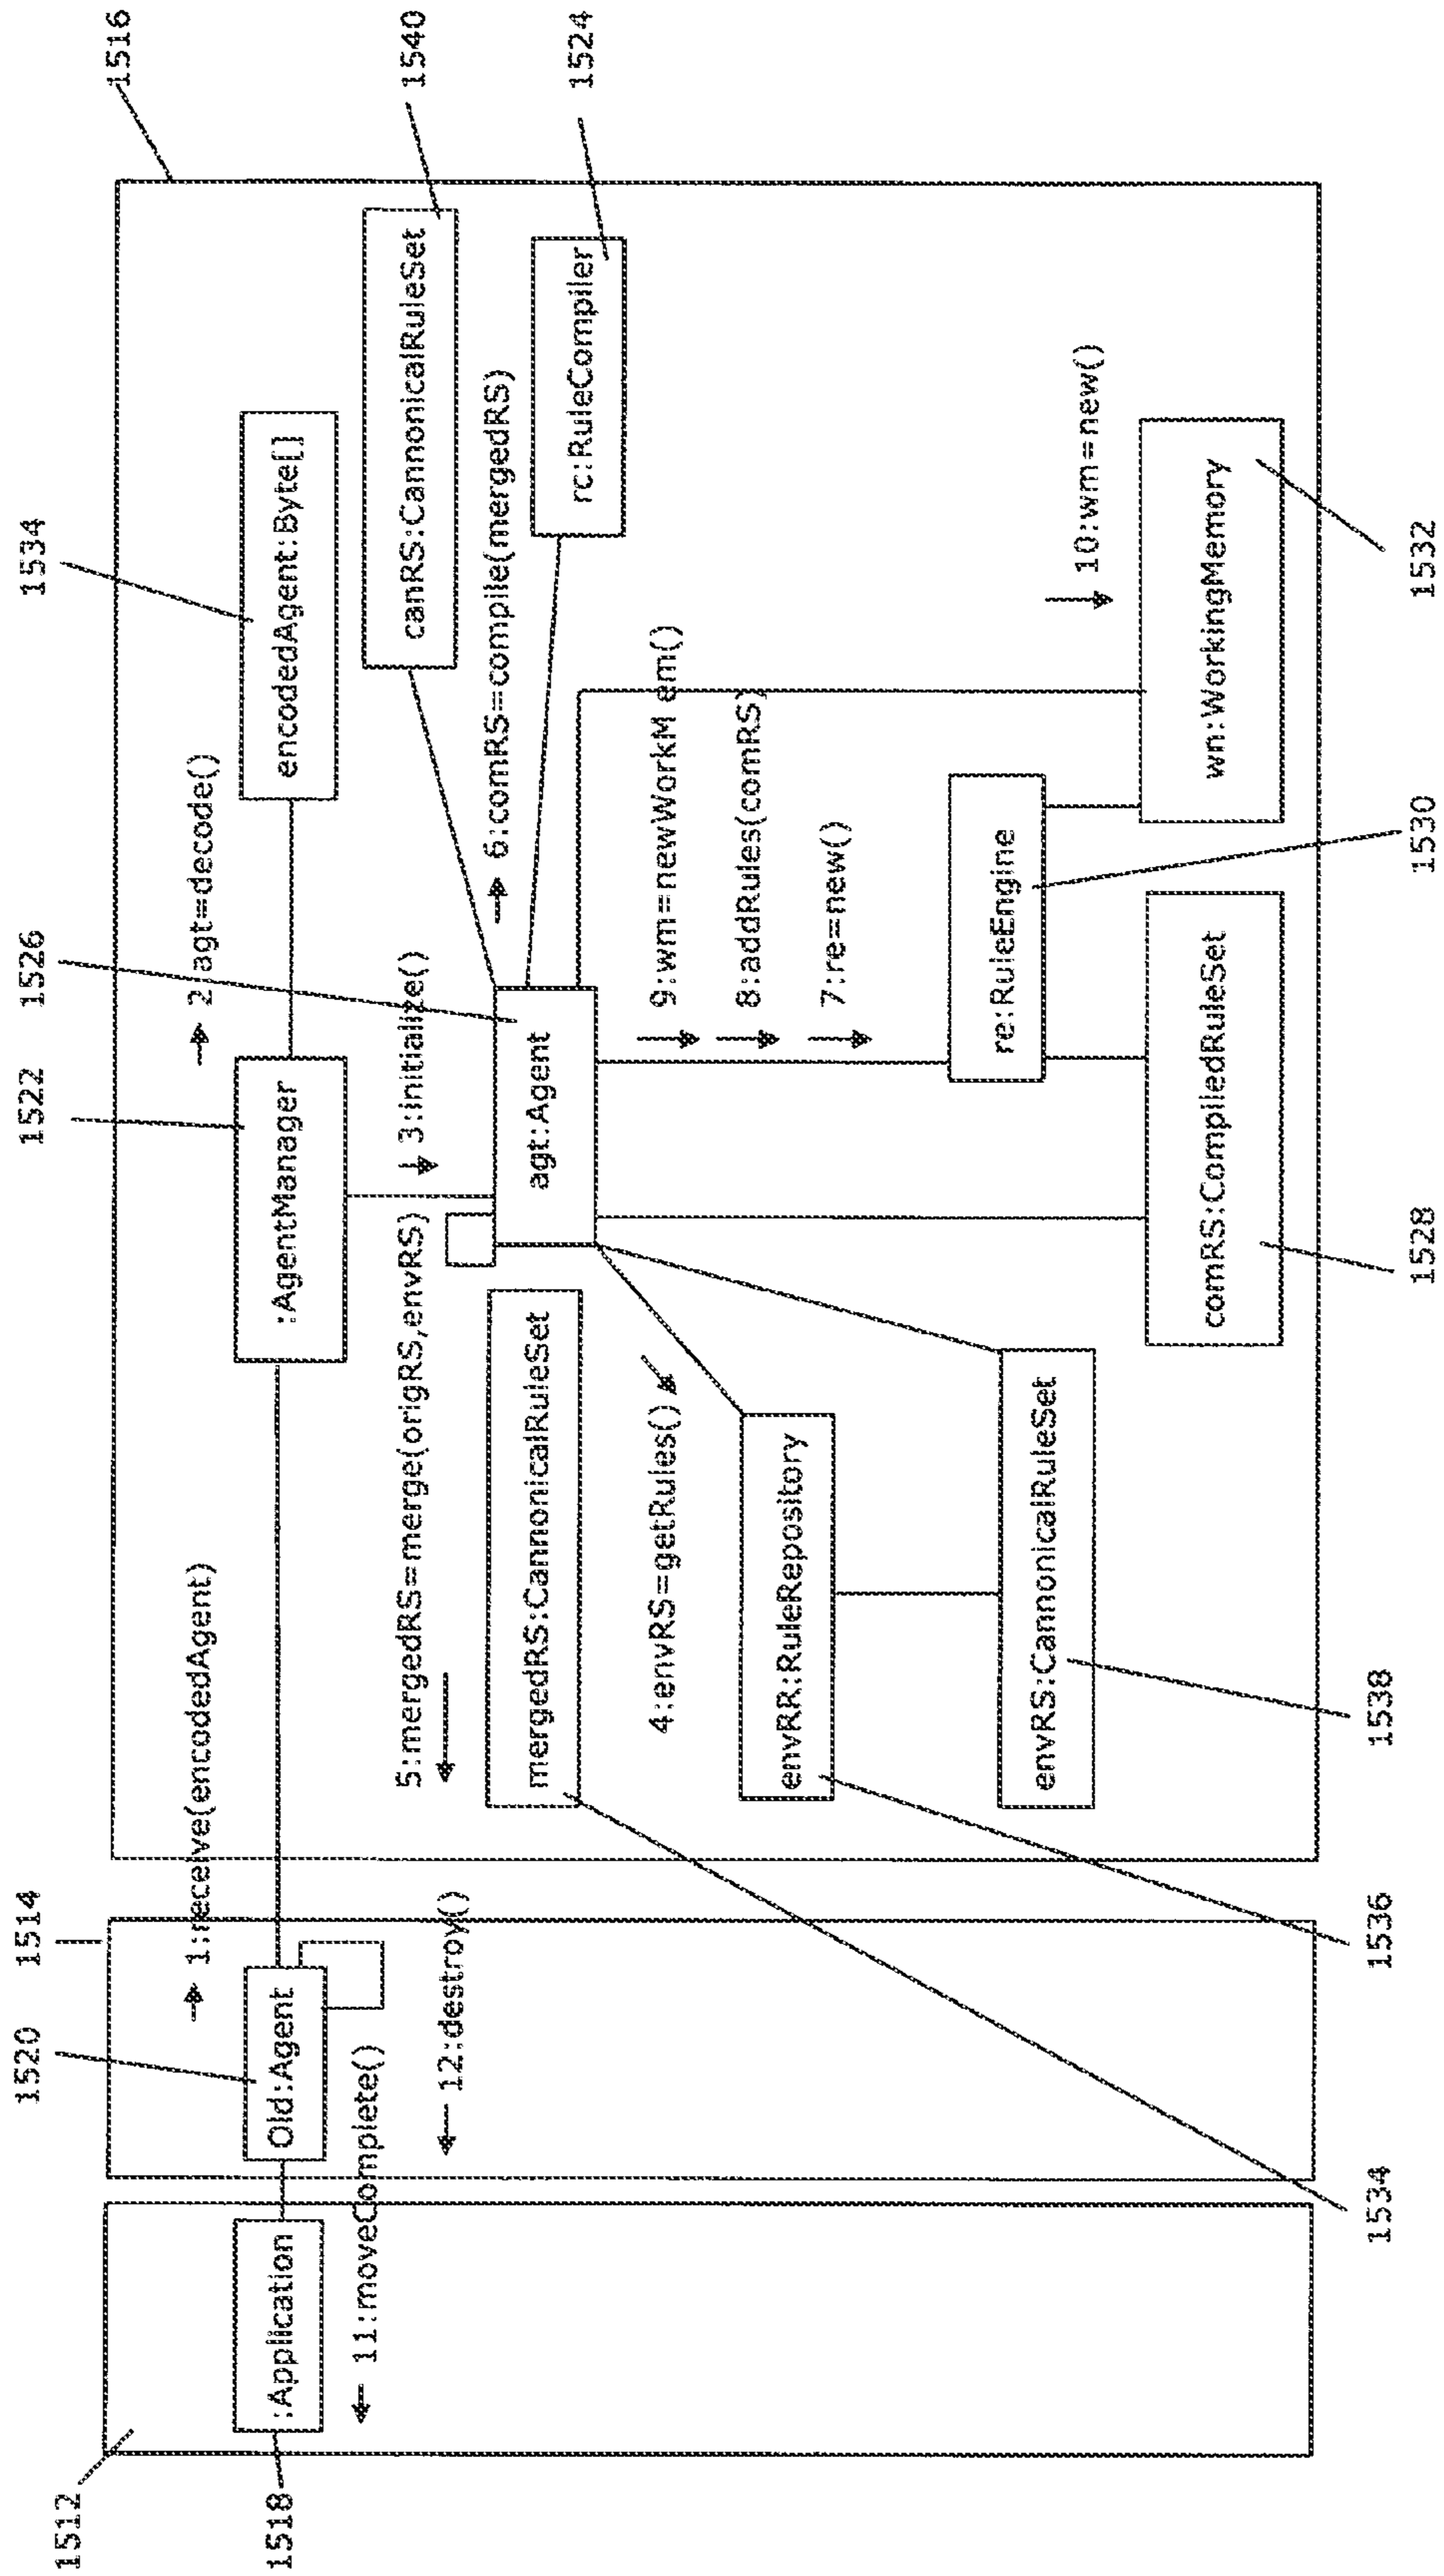 1512
1518
:Application
11:moveComplete()
1514
1520
Old:Agent
1:receive(encodedAgent)
12:destroy()
1516
1522
:AgentManager
2:agt=decode()
1534
encodedAgent:Byte[]
1526
3:initialize()
agt:Agent
5:mergedRS=merge(origRS,envRS)
mergedRS:CannonicalRuleSet
1534
4:envRS=getRules()
envRR:RuleRepository
1536
envRS:CannonicalRuleSet
1538
canRS:CannonicalRuleSet
1540
6:comRS=compile(mergedRS)
rc:RuleCompiler
1524
9:wm=newWorkM em()
8:addRules(comRS)
7:re=new()
re:RuleEngine
1530
10:wm=new()
wn:WorkingMemory
1532
comRS:CompiledRuleSet
1528